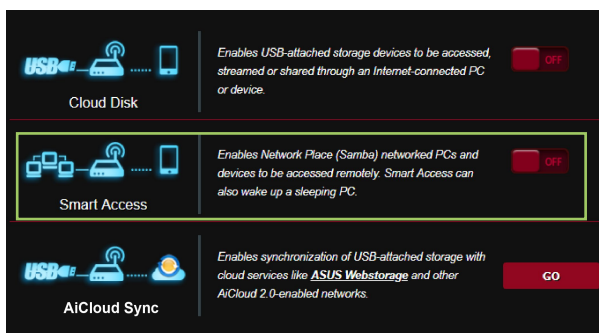 USB
Cloud Disk
Enables USB-attached storage devices to be accessed,
streamed or shared through an Internet-connected PC
or device.
OFF
Smart Access
Enables Network Place (Samba) networked PCs and
devices to be accessed remotely. Smart Access can
also wake up a sleeping PC.
OFF
USB
AiCloud Sync
Enables synchronization of USB-attached storage with
cloud services like ASUS Webstorage and other
AiCloud 2.0-enabled networks.
GO